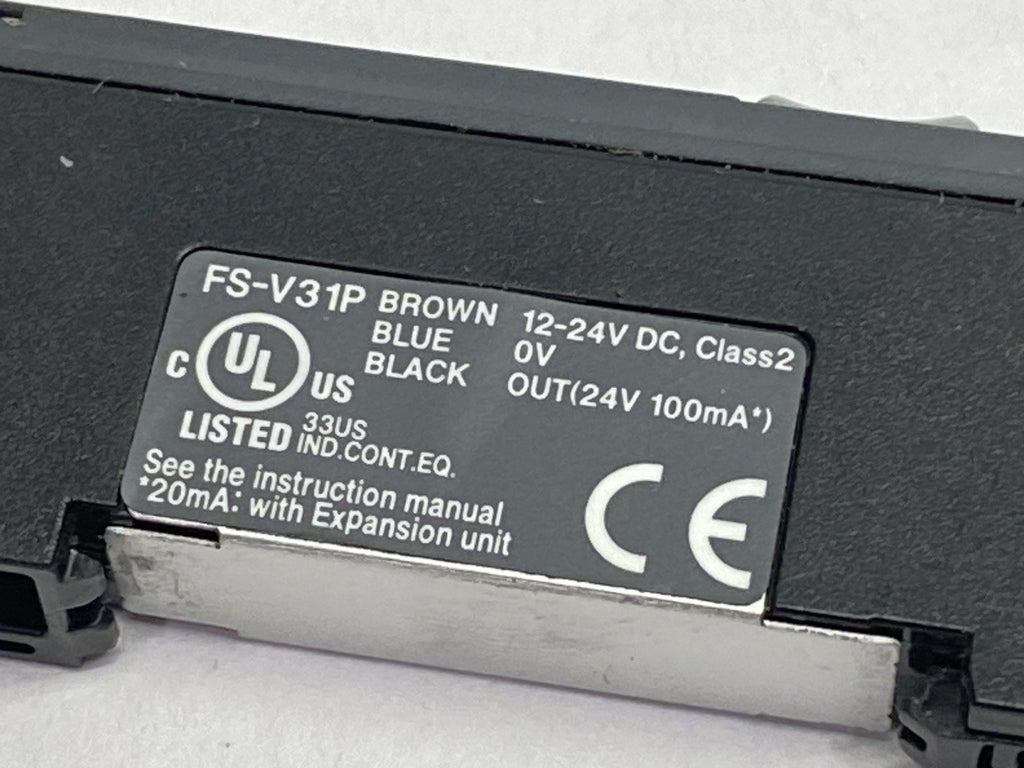 FS-V31P BROWN 12-24V DC, Class2
BLUE 0V
BLACK OUT(24V 100mA*)
C UL US
LISTED 33US
IND.CONT.EQ.
See the instruction manual
*20mA: with Expansion unit
CE